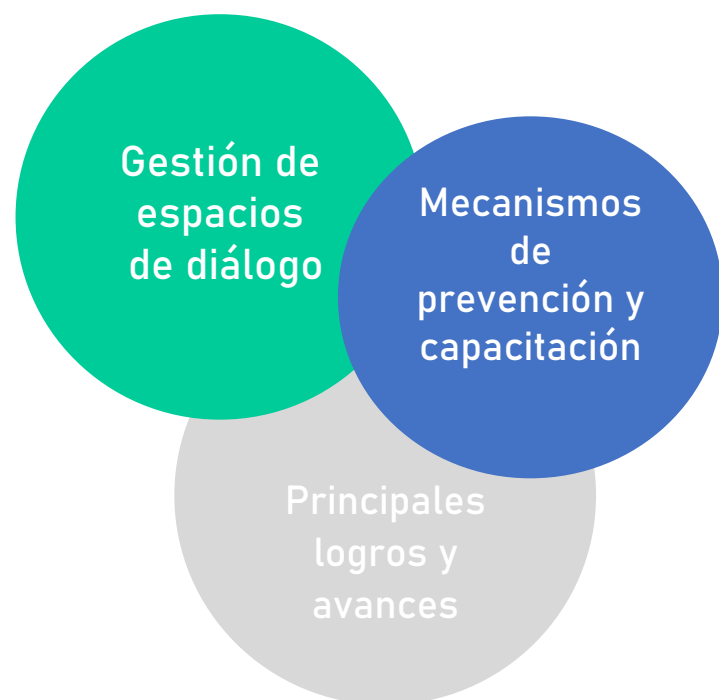 Gestión de
espacios
de diálogo
Mecanismos
de
prevención y
capacitación
Principales
logros y
avances